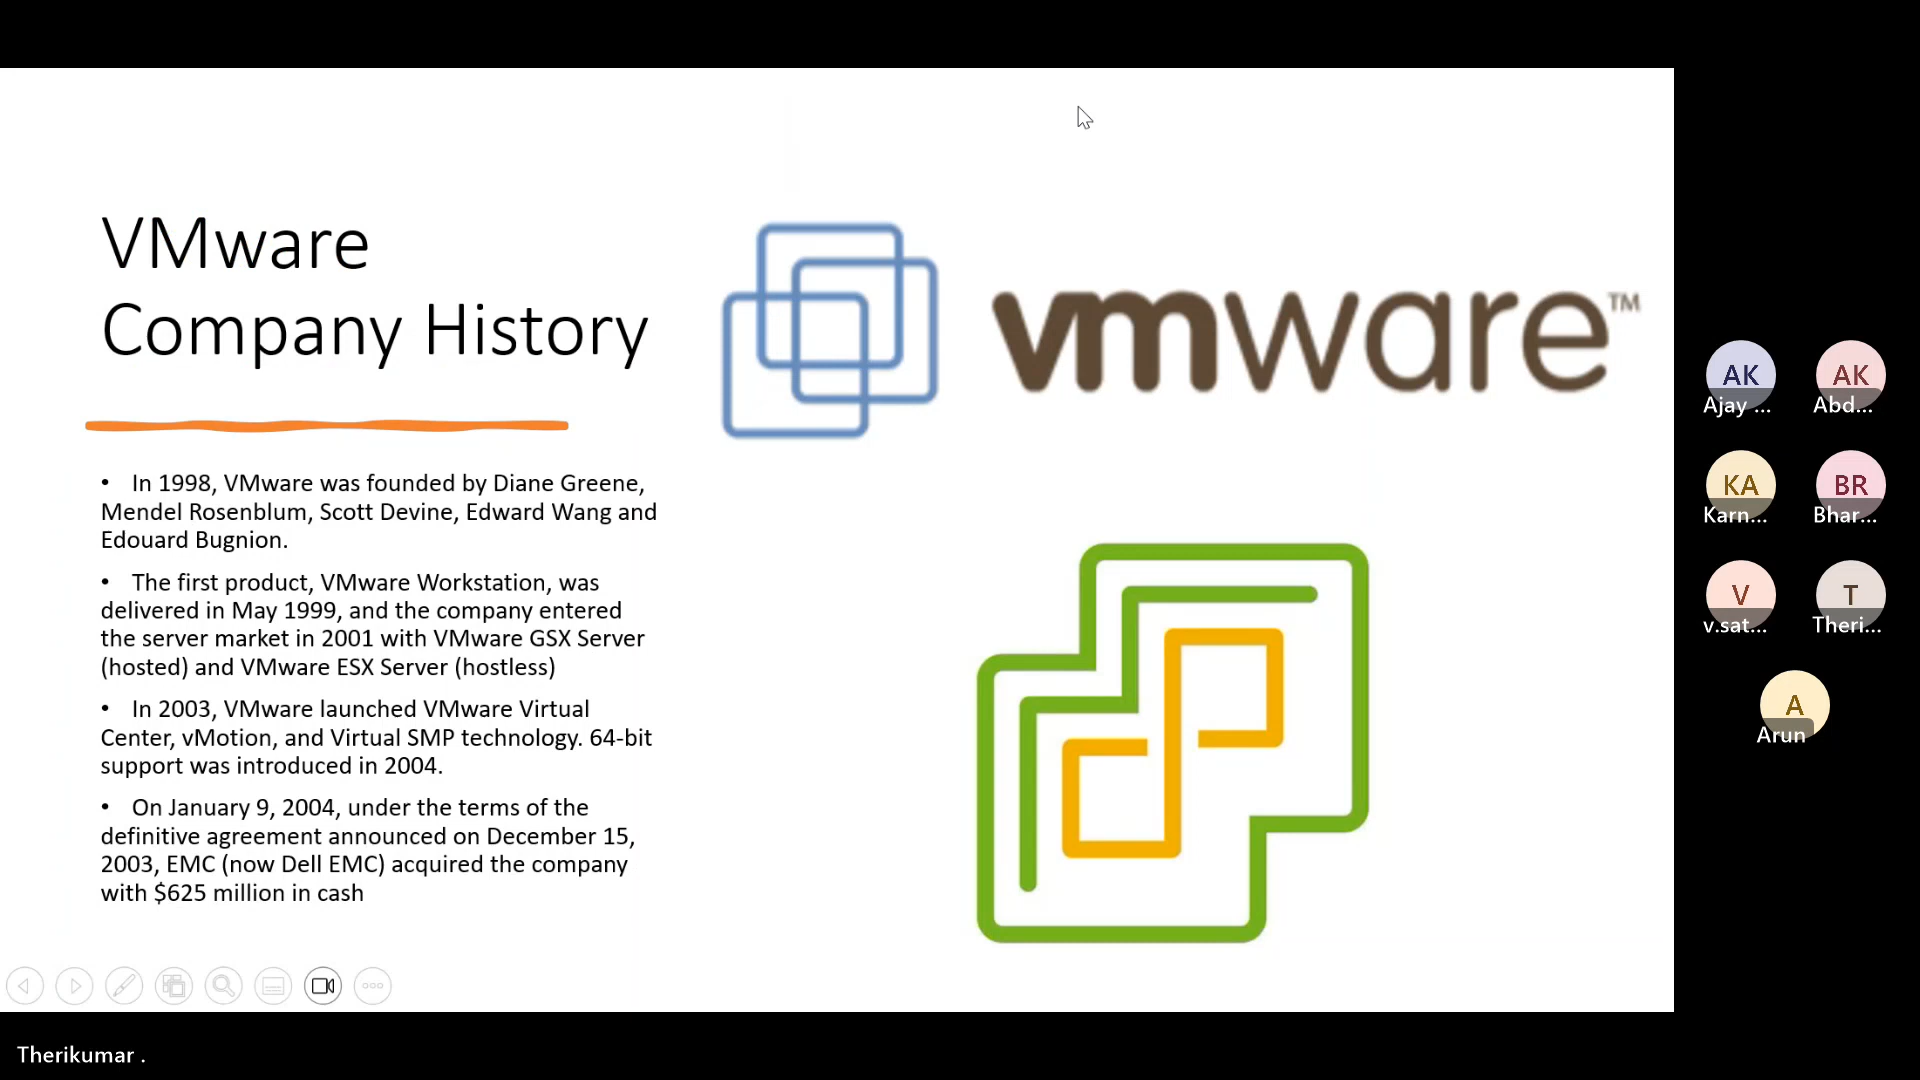 VMware
Company History
vmware™
• In 1998, VMware was founded by Diane Greene,
Mendel Rosenblum, Scott Devine, Edward Wang and
Edouard Bugnion.
• The first product, VMware Workstation, was
delivered in May 1999, and the company entered
the server market in 2001 with VMware GSX Server
(hosted) and VMware ESX Server (hostless)
• In 2003, VMware launched VMware Virtual
Center, vMotion, and Virtual SMP technology. 64-bit
support was introduced in 2004.
• On January 9, 2004, under the terms of the
definitive agreement announced on December 15,
2003, EMC (now Dell EMC) acquired the company
with $625 million in cash
AK
Ajay ...
AK
Abd...
KA
Karn...
BR
Bhar...
V
v.sat...
T
Theri...
A
Arun
Therikumar .